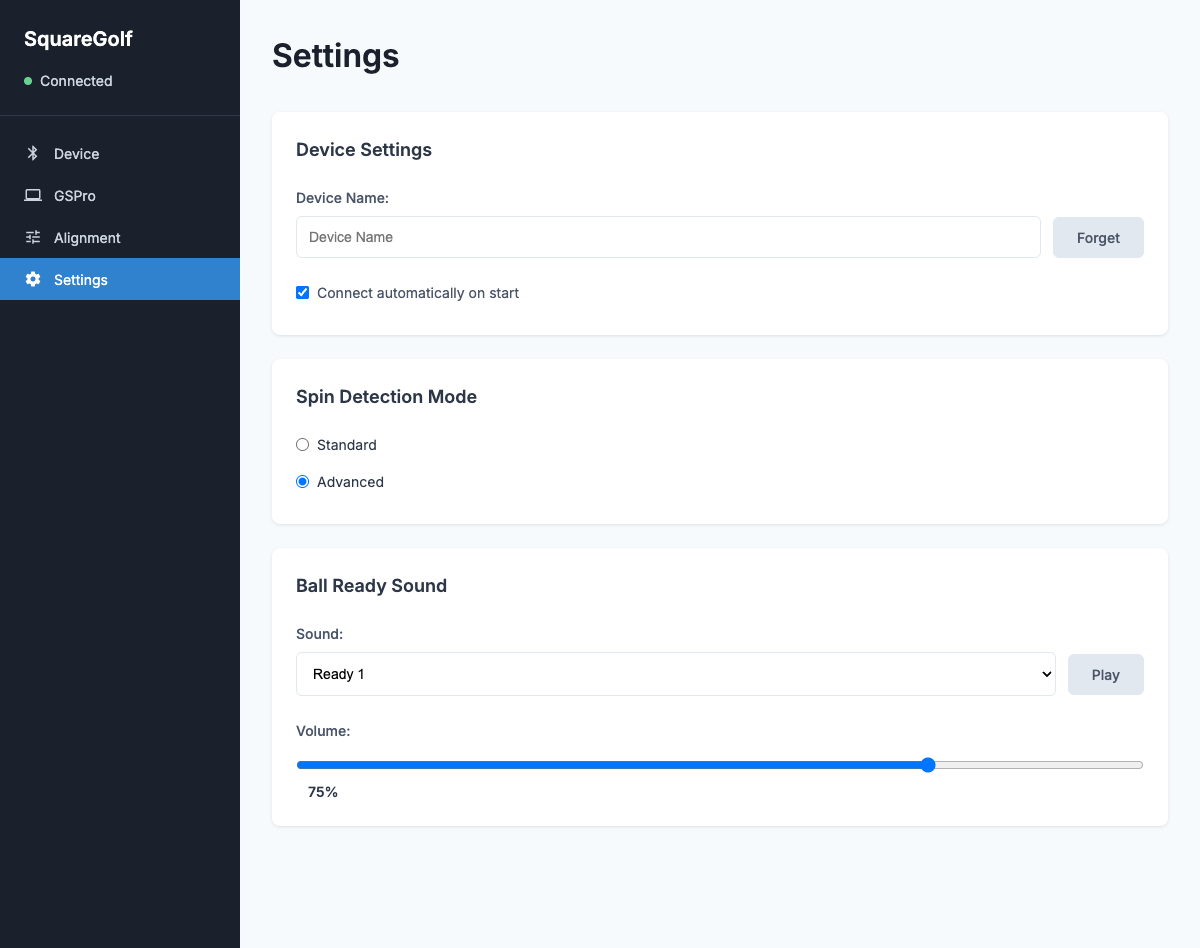 SquareGolf
Connected
Device
GSPro
Alignment
Settings
Settings
Device Settings
Device Name:
Device Name
Forget
Connect automatically on start
Spin Detection Mode
Standard
Advanced
Ball Ready Sound
Sound:
Ready 1
Play
Volume:
75%